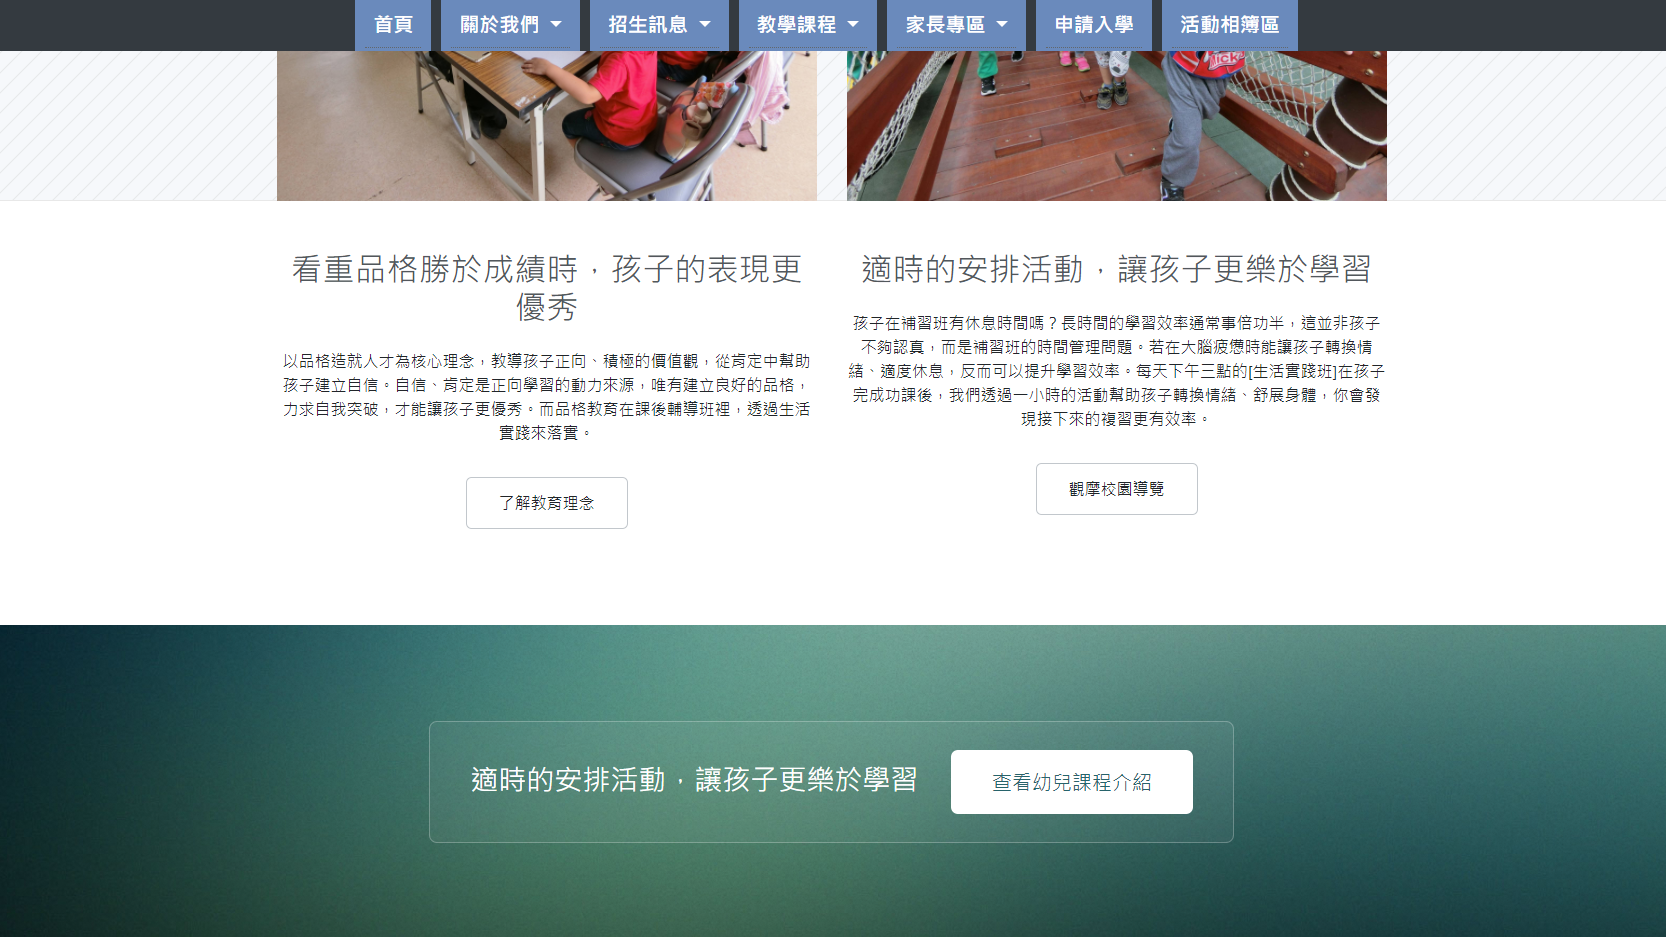 首頁
關於我們
招生訊息
教學課程
家長專區
申請入學
活動相簿區
看重品格勝於成績時，孩子的表現更
優秀
以品格造就人才為核心理念，教導孩子正向、積極的價值觀，從肯定中幫助
孩子建立自信。自信、肯定是正向學習的動力來源，唯有建立良好的品格，
力求自我突破，才能讓孩子更優秀。而品格教育在課後輔導班裡，透過生活
實踐來落實。
了解教育理念
適時的安排活動，讓孩子更樂於學習
孩子在補習班有休息時間嗎？長時間的學習效率通常事倍功半，這並非孩子
不夠認真，而是補習班的時間管理問題。若在大腦疲憊時能讓孩子轉換情
緒、適度休息，反而可以提升學習效率。每天下午三點的[生活實踐班]在孩子
完成功課後，我們透過一小時的活動幫助孩子轉換情緒、舒展身體，你會發
現接下來的複習更有效率。
觀摩校園導覽
適時的安排活動，讓孩子更樂於學習
查看幼兒課程介紹